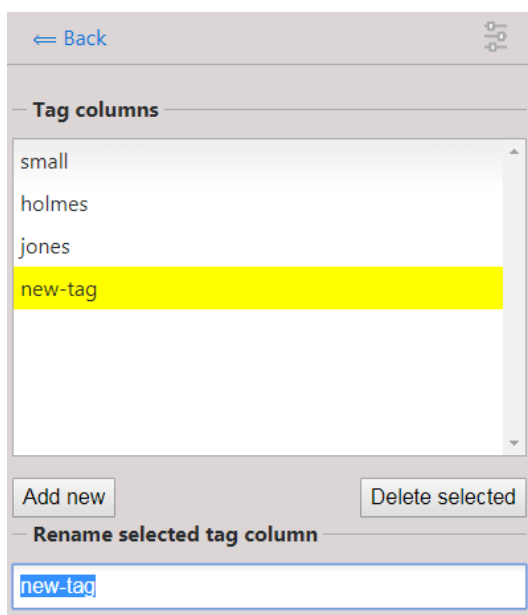 ⇐ Back
Tag columns
small
holmes
jones
new-tag
Add new Delete selected
Rename selected tag column
new-tag